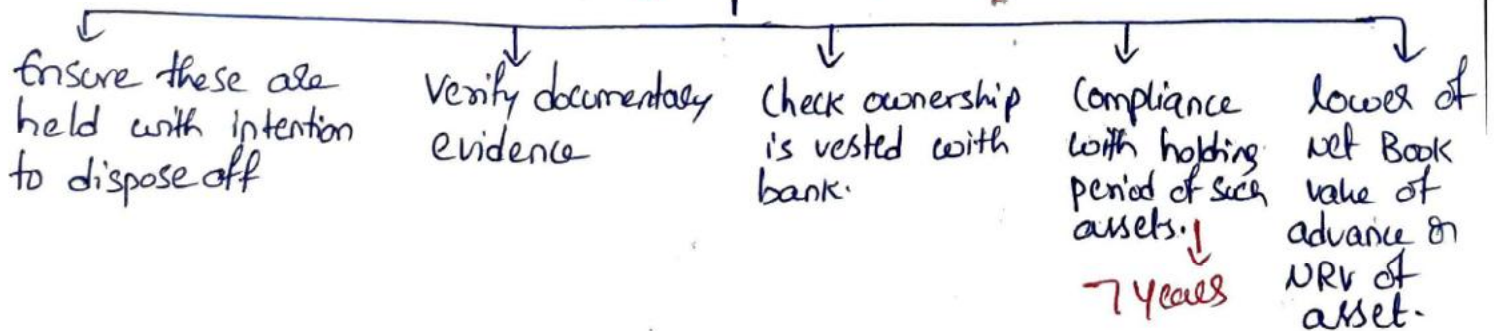 Ensure these are
held with intention
to dispose off
Verify documentary
evidence
Check ownership
is vested with
bank.
Compliance
with holding
period of such
assets.
7 Years
lower of
net Book
value of
advance or
NRV of
asset.